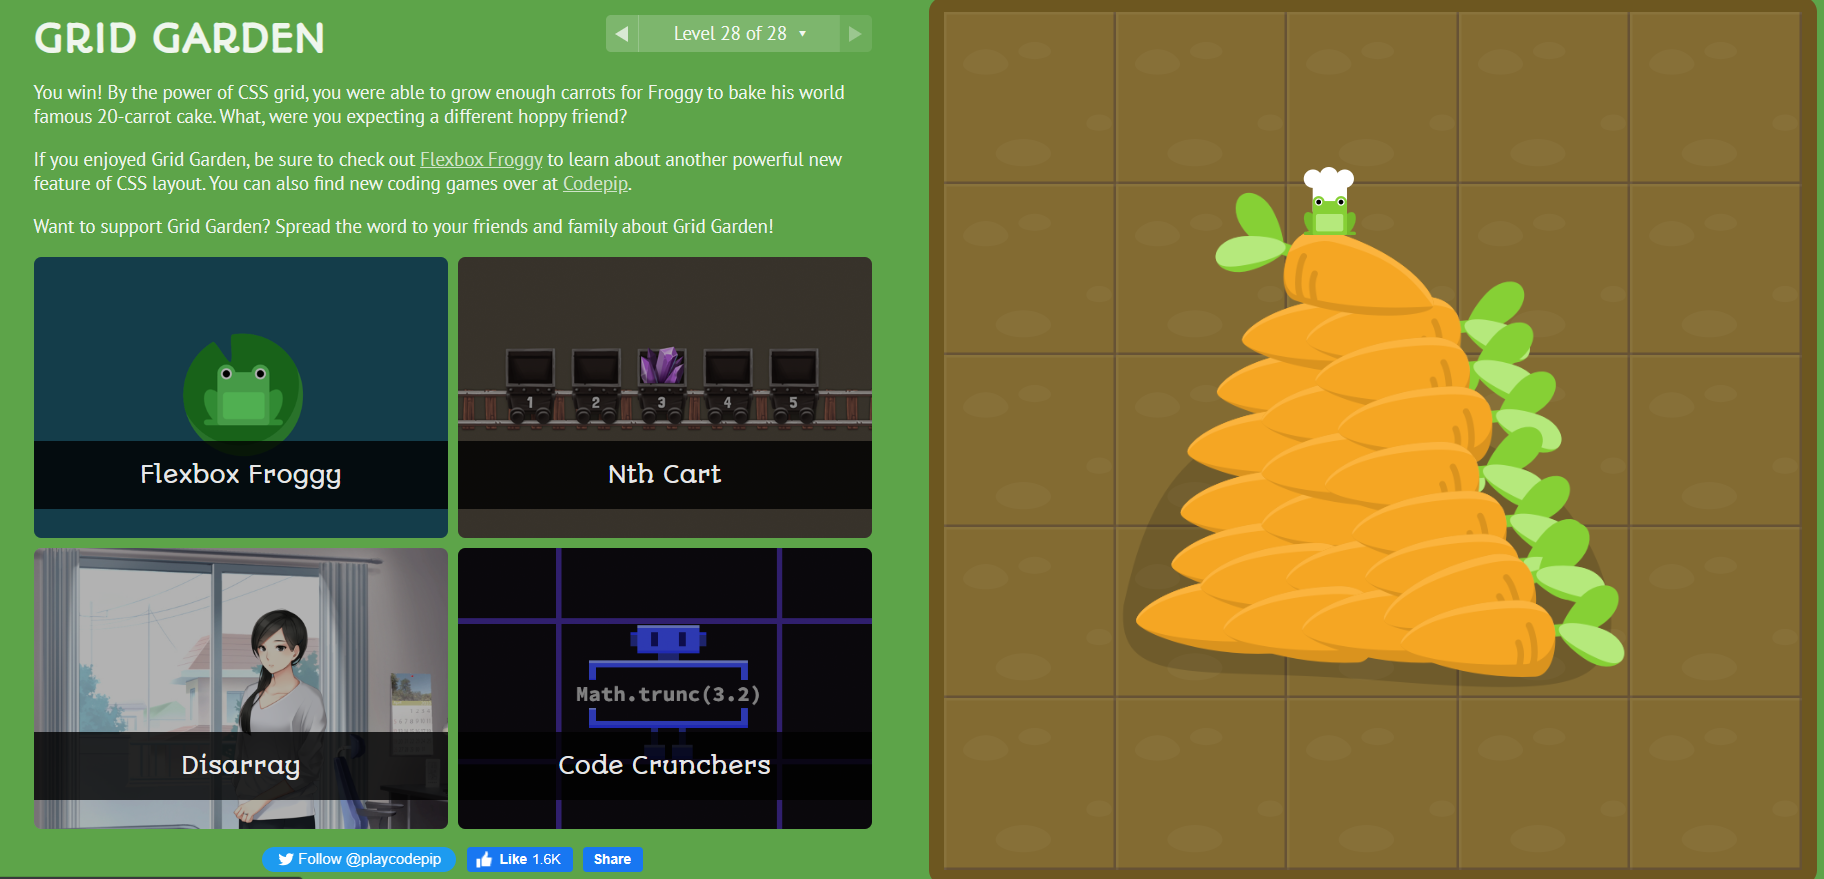 GRID GARDEN
Level 28 of 28
You win! By the power of CSS grid, you were able to grow enough carrots for Froggy to bake his world
famous 20-carrot cake. What, were you expecting a different hoppy friend?
If you enjoyed Grid Garden, be sure to check out Flexbox Froggy to learn about another powerful new
feature of CSS layout. You can also find new coding games over at Codepip.
Want to support Grid Garden? Spread the word to your friends and family about Grid Garden!
Flexbox Froggy
1 2 3 4 5
Nth Cart
Disarray
Math.trunc(3.2)
Code Crunchers
Follow @playcodepip
Like 1.6K
Share